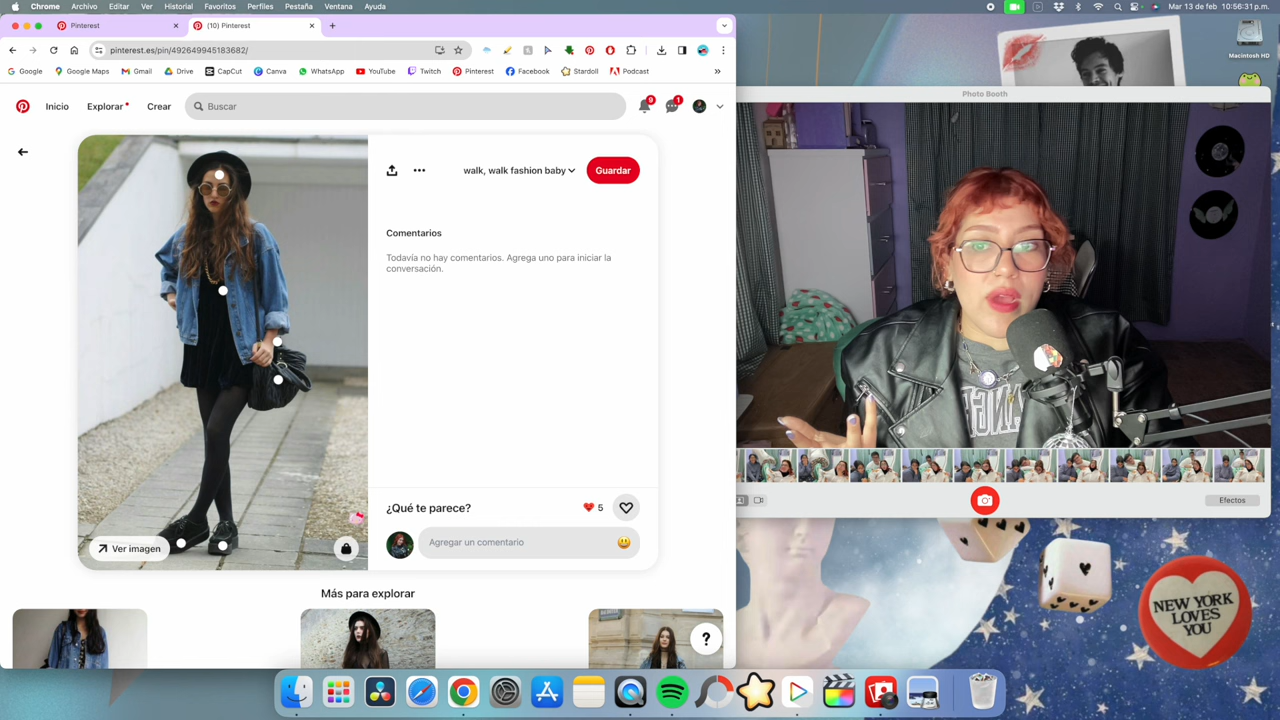 Chrome Archivo Editar Ver Historial Favoritos Perfiles Pestaña Ventana Ayuda
Mar 13 de feb 10:56:31 p.m.
Pinterest
(10) Pinterest
pinterest.es/pin/492649945183682/
Google Google Maps Gmail Drive CapCut Canva WhatsApp YouTube Twitch Pinterest Facebook Stardoll Podcast
Macintosh HD
Photo Booth
Inicio Explorar Crear
Buscar
9
1
walk, walk fashion baby
Guardar
Comentarios
Todavía no hay comentarios. Agrega uno para iniciar la
conversación.
¿Qué te parece?
5
Agregar un comentario
Ver imagen
Más para explorar
?
Efectos
NEW YORK
LOVES
YOU